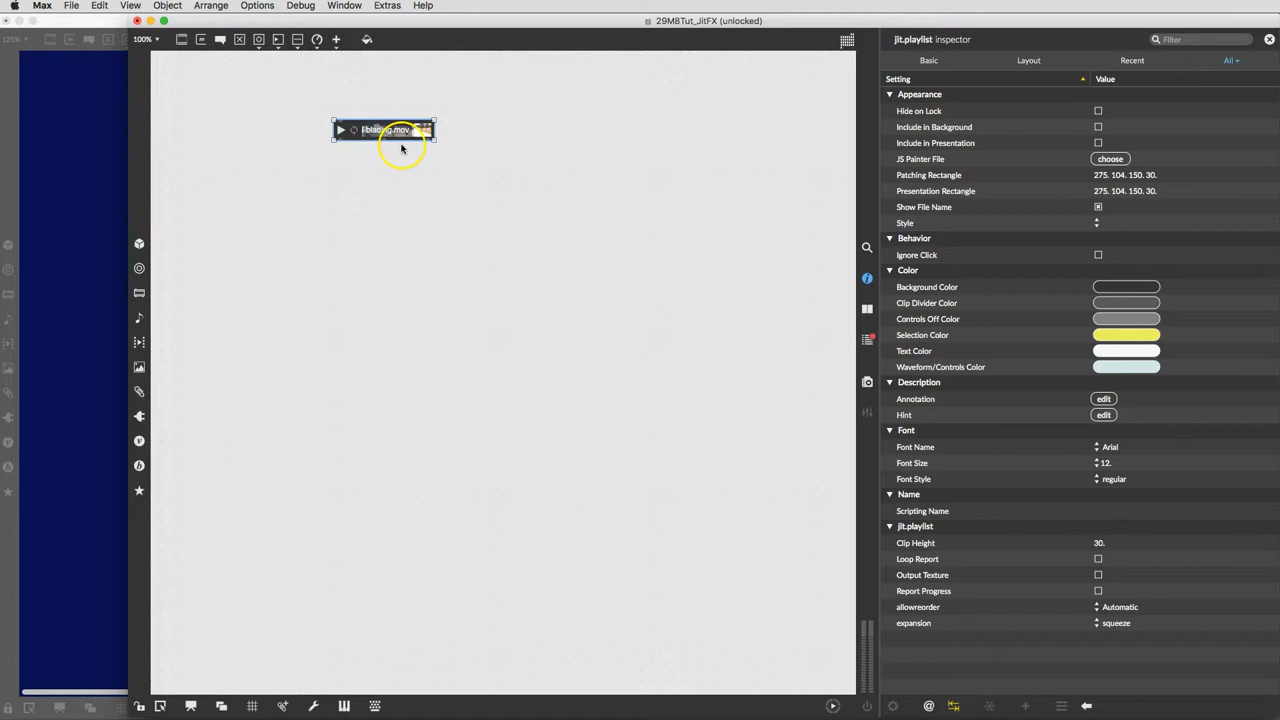 Max File Edit View Object Arrange Options Debug Window Extras Help
29M8Tut_JitFX (unlocked)
125%
100%
jit.playlist inspector
Filter
Basic Layout Recent All
Setting Value
Appearance
Hide on Lock
Include in Background
Include in Presentation
JS Painter File choose
Patching Rectangle 275. 104. 150. 30.
Presentation Rectangle 275. 104. 150. 30.
Show File Name
Style
Behavior
Ignore Click
Color
Background Color
Clip Divider Color
Controls Off Color
Selection Color
Text Color
Waveform/Controls Color
Description
Annotation edit
Hint edit
Font
Font Name Arial
Font Size 12.
Font Style regular
Name
Scripting Name
jit.playlist
Clip Height 30.
Loop Report
Output Texture
Report Progress
allowreorder Automatic
expansion squeeze